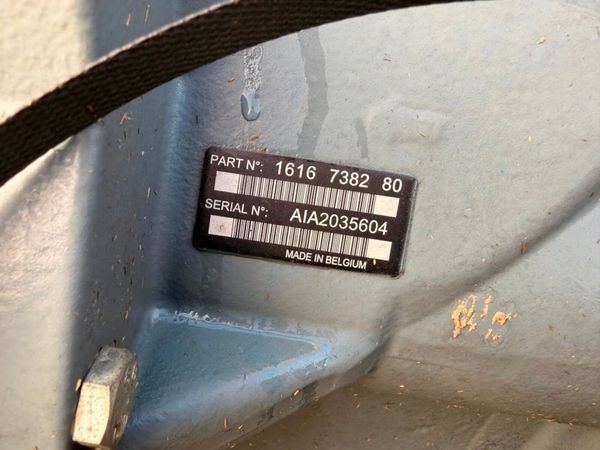 PART N°: 1616 7382 80
SERIAL N°: AIA2035604
MADE IN BELGIUM